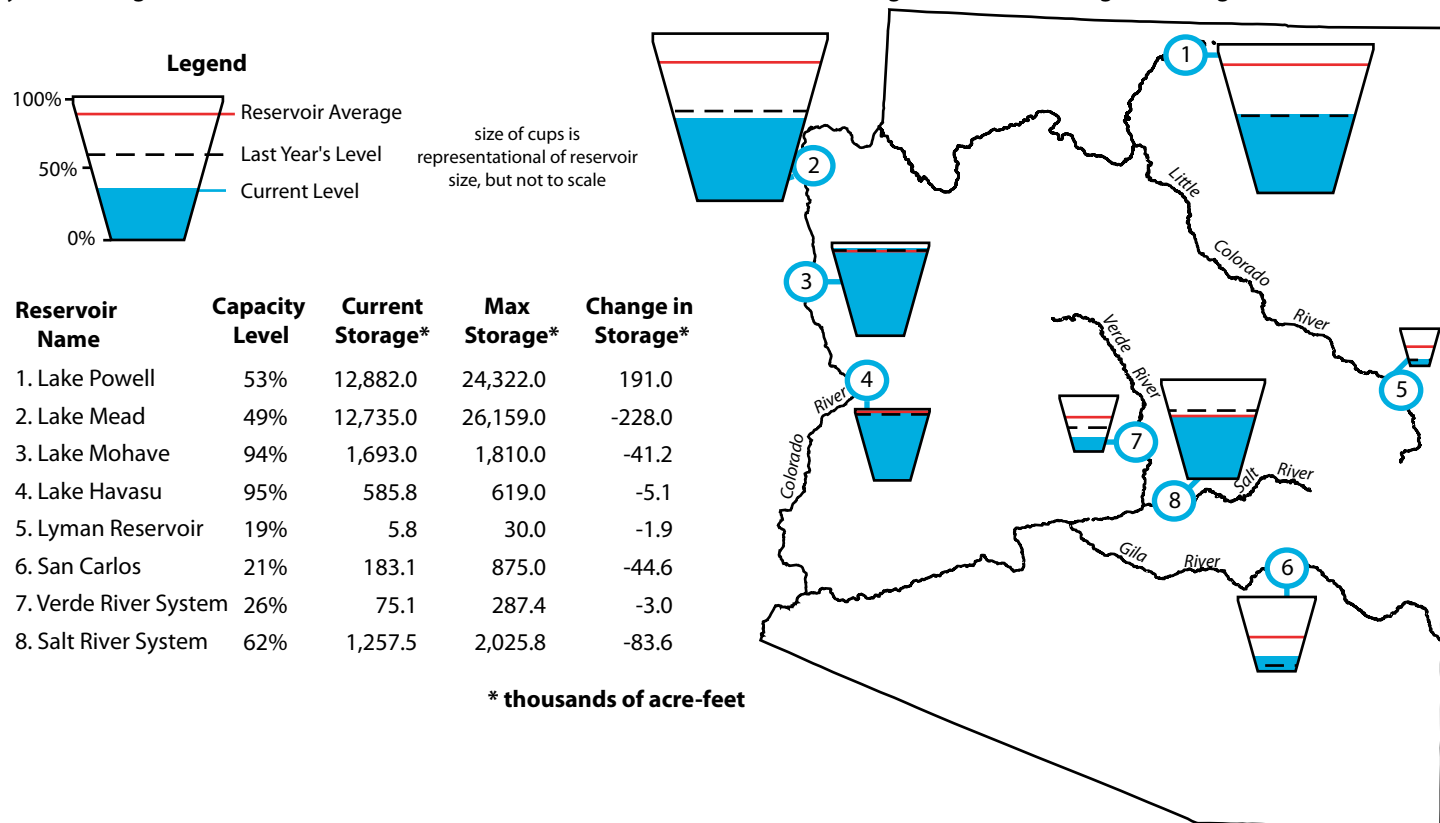 Legend
100%
50%
0%
Reservoir Average
Last Year's Level
Current Level
size of cups is
representational of reservoir
size, but not to scale
Reservoir Name Capacity Level Current Storage* Max Storage* Change in Storage*
1. Lake Powell 53% 12,882.0 24,322.0 191.0
2. Lake Mead 49% 12,735.0 26,159.0 -228.0
3. Lake Mohave 94% 1,693.0 1,810.0 -41.2
4. Lake Havasu 95% 585.8 619.0 -5.1
5. Lyman Reservoir 19% 5.8 30.0 -1.9
6. San Carlos 21% 183.1 875.0 -44.6
7. Verde River System 26% 75.1 287.4 -3.0
8. Salt River System 62% 1,257.5 2,025.8 -83.6
* thousands of acre-feet
1
2
3
4
5
6
7
8
Little
Colorado
River
Verde
River
Colorado
River
Salt
River
Gila
River